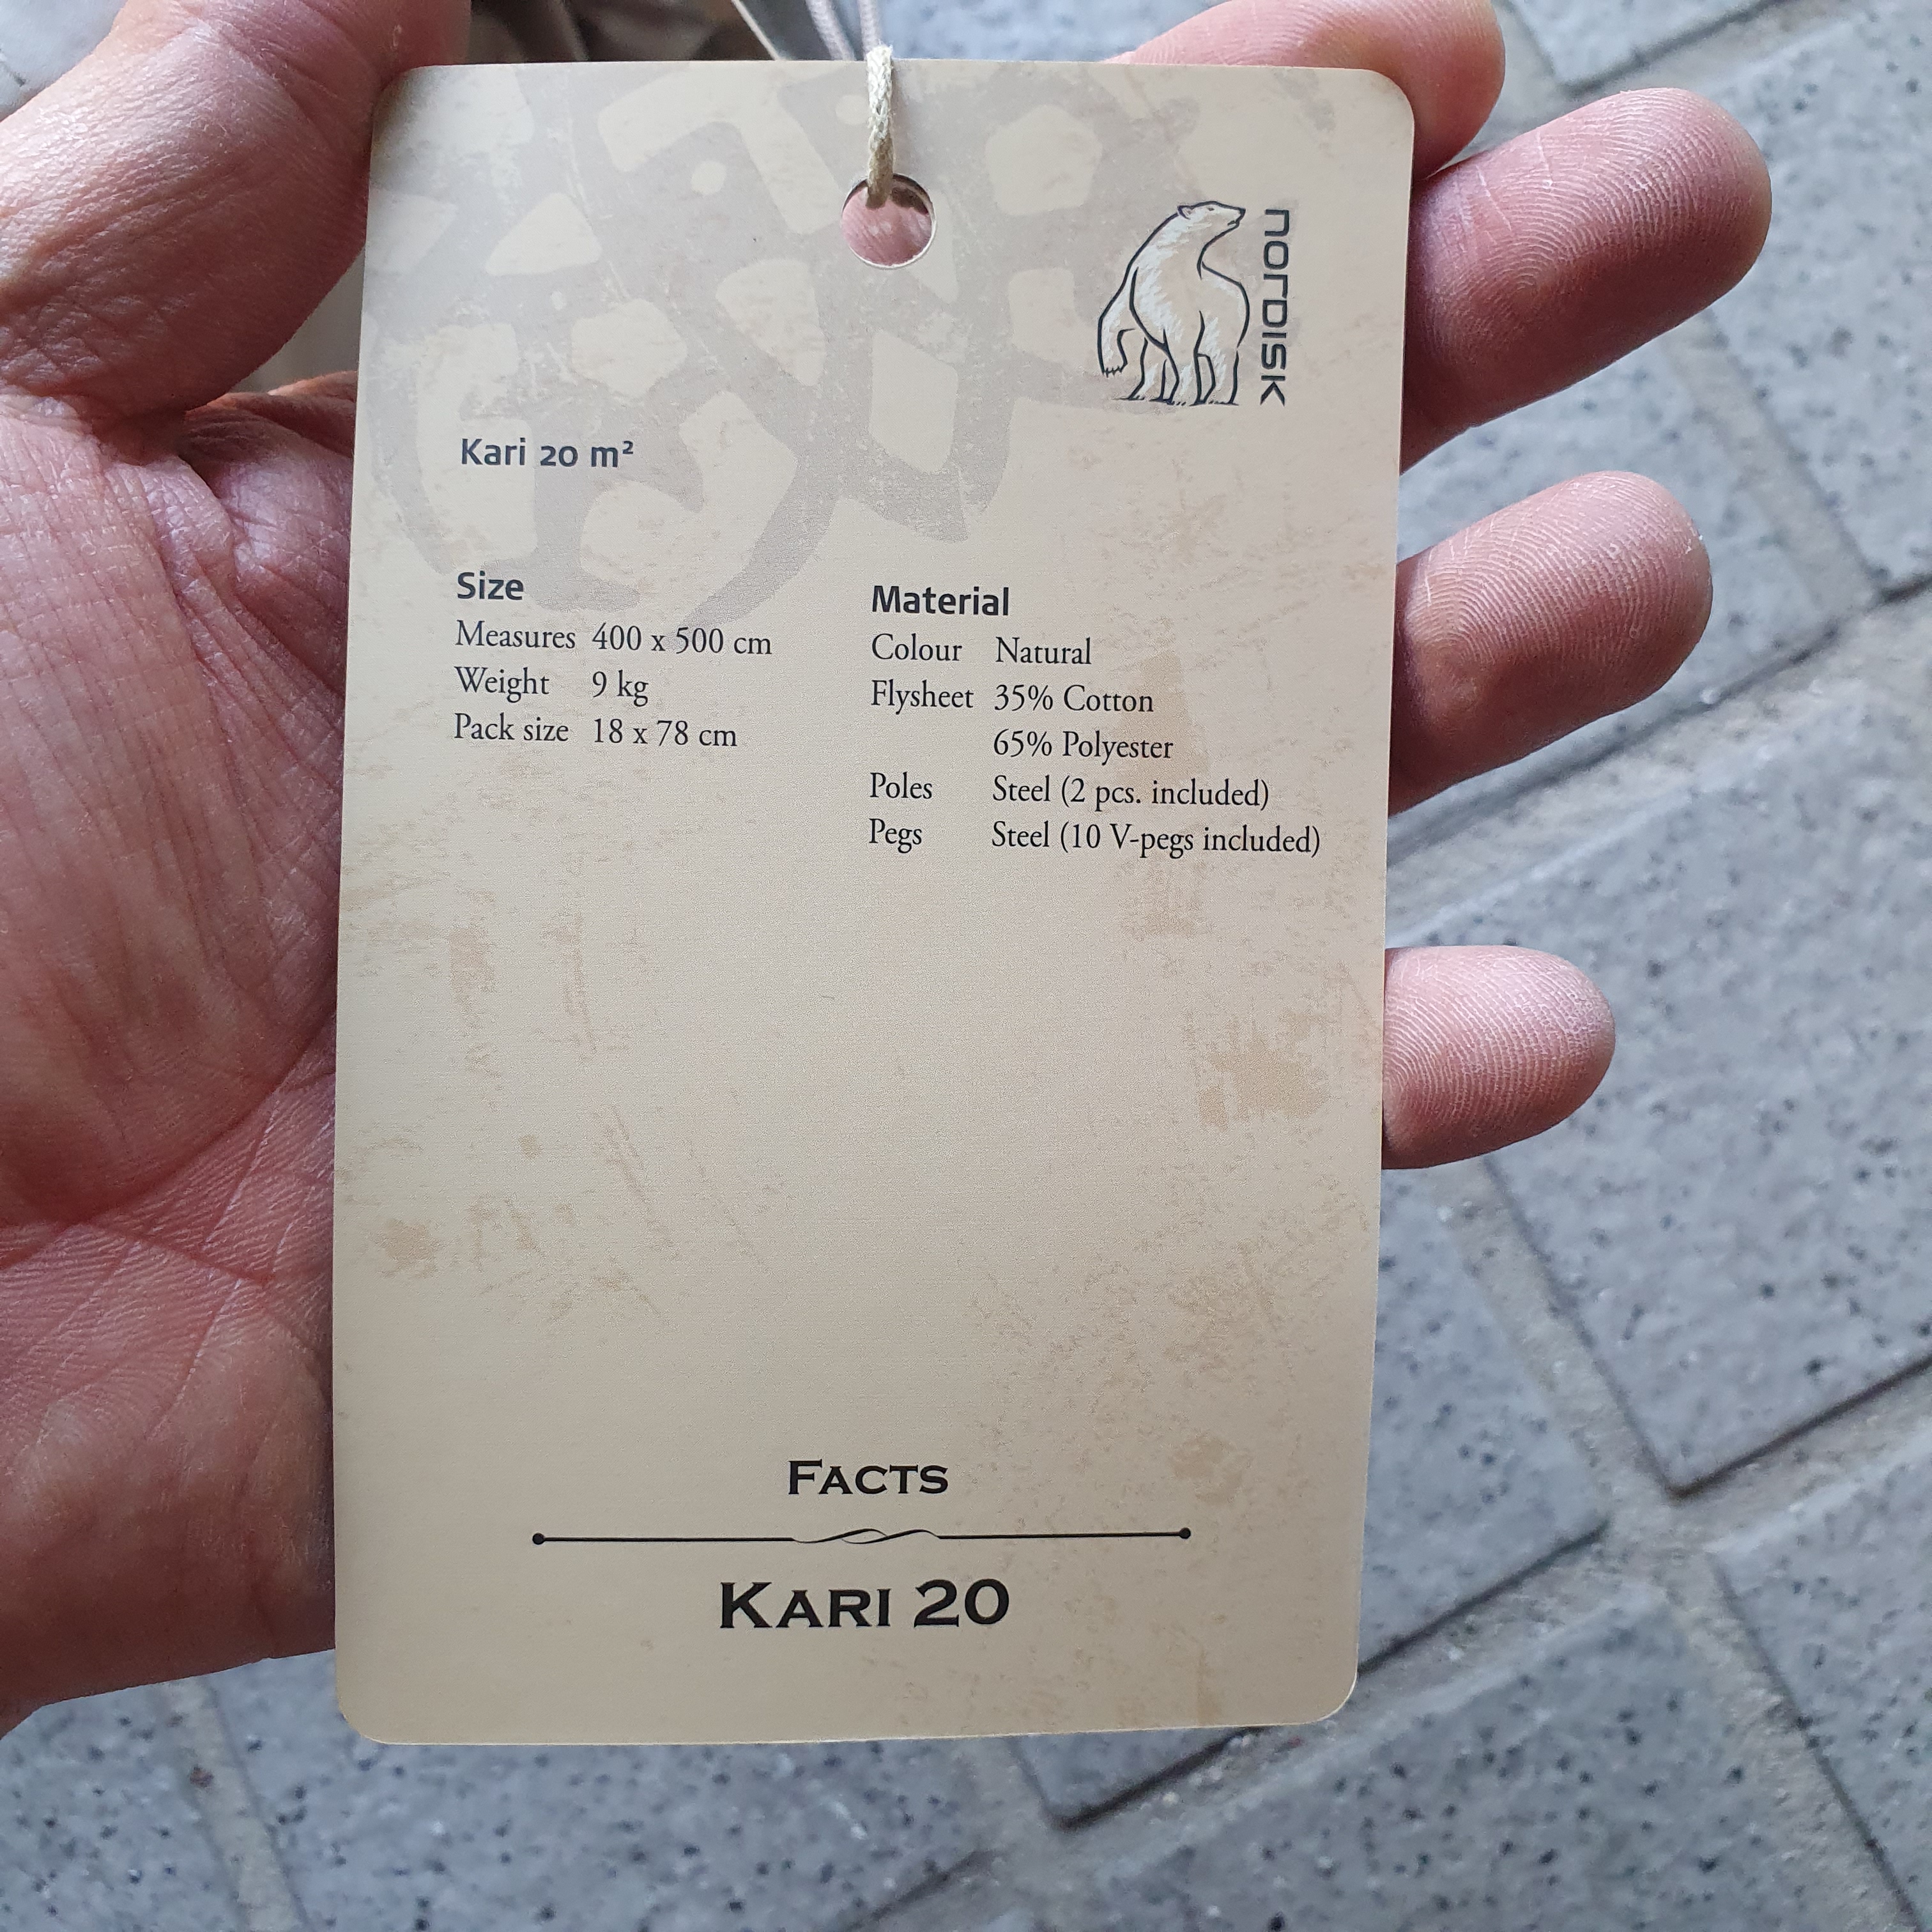 NORDISK
Kari 20 m²
Size
Measures 400 x 500 cm
Weight 9 kg
Pack size 18 x 78 cm
Material
Colour Natural
Flysheet 35% Cotton
65% Polyester
Poles Steel (2 pcs. included)
Pegs Steel (10 V-pegs included)
FACTS
KARI 20